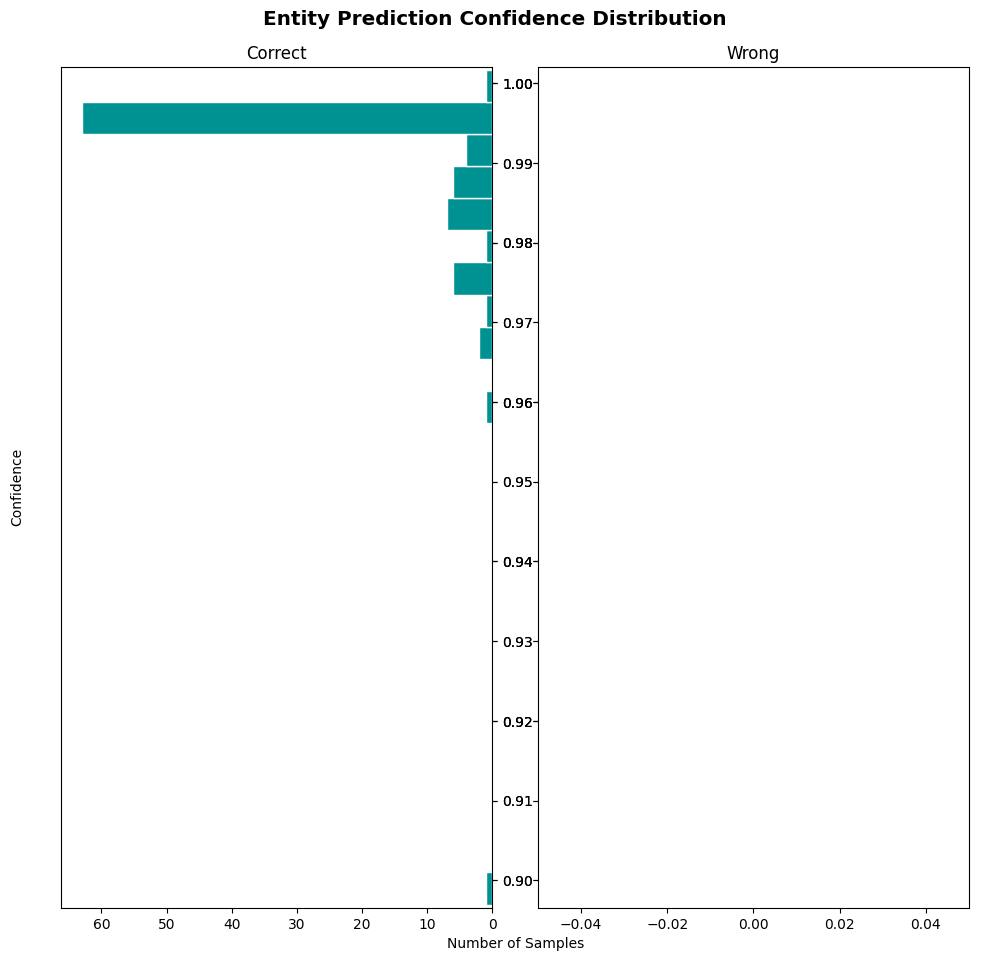 Entity Prediction Confidence Distribution
Correct
Wrong
1.00
0.99
0.98
0.97
0.96
0.95
0.94
0.93
0.92
0.91
0.90
Confidence
60 50 40 30 20 10 0
−0.04 −0.02 0.00 0.02 0.04
Number of Samples